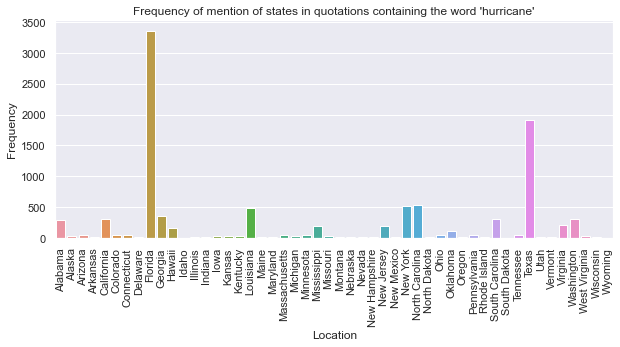 Frequency of mention of states in quotations containing the word 'hurricane'
3500
3000
2500
2000
1500
1000
500
0
Frequency
Alabama
Alaska
Arizona
Arkansas
California
Colorado
Connecticut
Delaware
Florida
Georgia
Hawaii
Idaho
Illinois
Indiana
Iowa
Kansas
Kentucky
Louisiana
Maine
Maryland
Massachusetts
Michigan
Minnesota
Mississippi
Missouri
Montana
Nebraska
Nevada
New Hampshire
New Jersey
New Mexico
New York
North Carolina
North Dakota
Ohio
Oklahoma
Oregon
Pennsylvania
Rhode Island
South Carolina
South Dakota
Tennessee
Texas
Utah
Vermont
Virginia
Washington
West Virginia
Wisconsin
Wyoming
Location